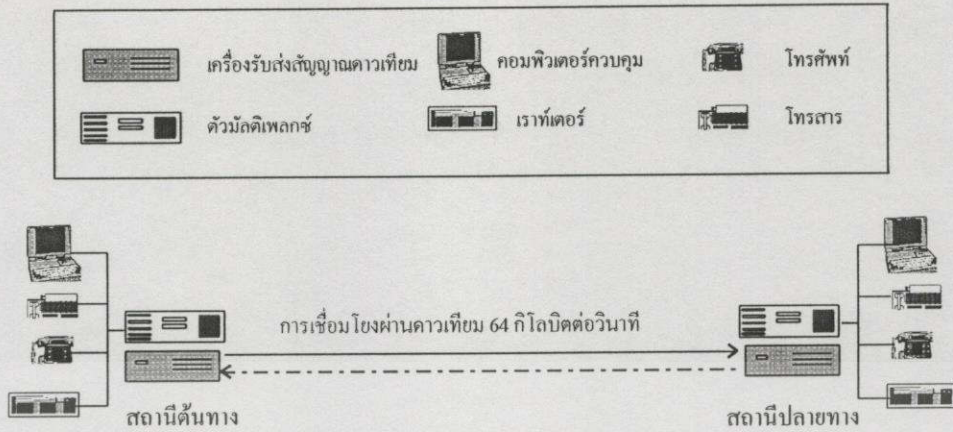 เครื่องรับส่งสัญญาณดาวเทียม
คอมพิวเตอร์ควบคุม
โทรศัพท์
ตัวมัลติเพลกซ์
เราท์เตอร์
โทรสาร
การเชื่อมโยงผ่านดาวเทียม 64 กิโลบิตต่อวินาที
สถานีต้นทาง
สถานีปลายทาง